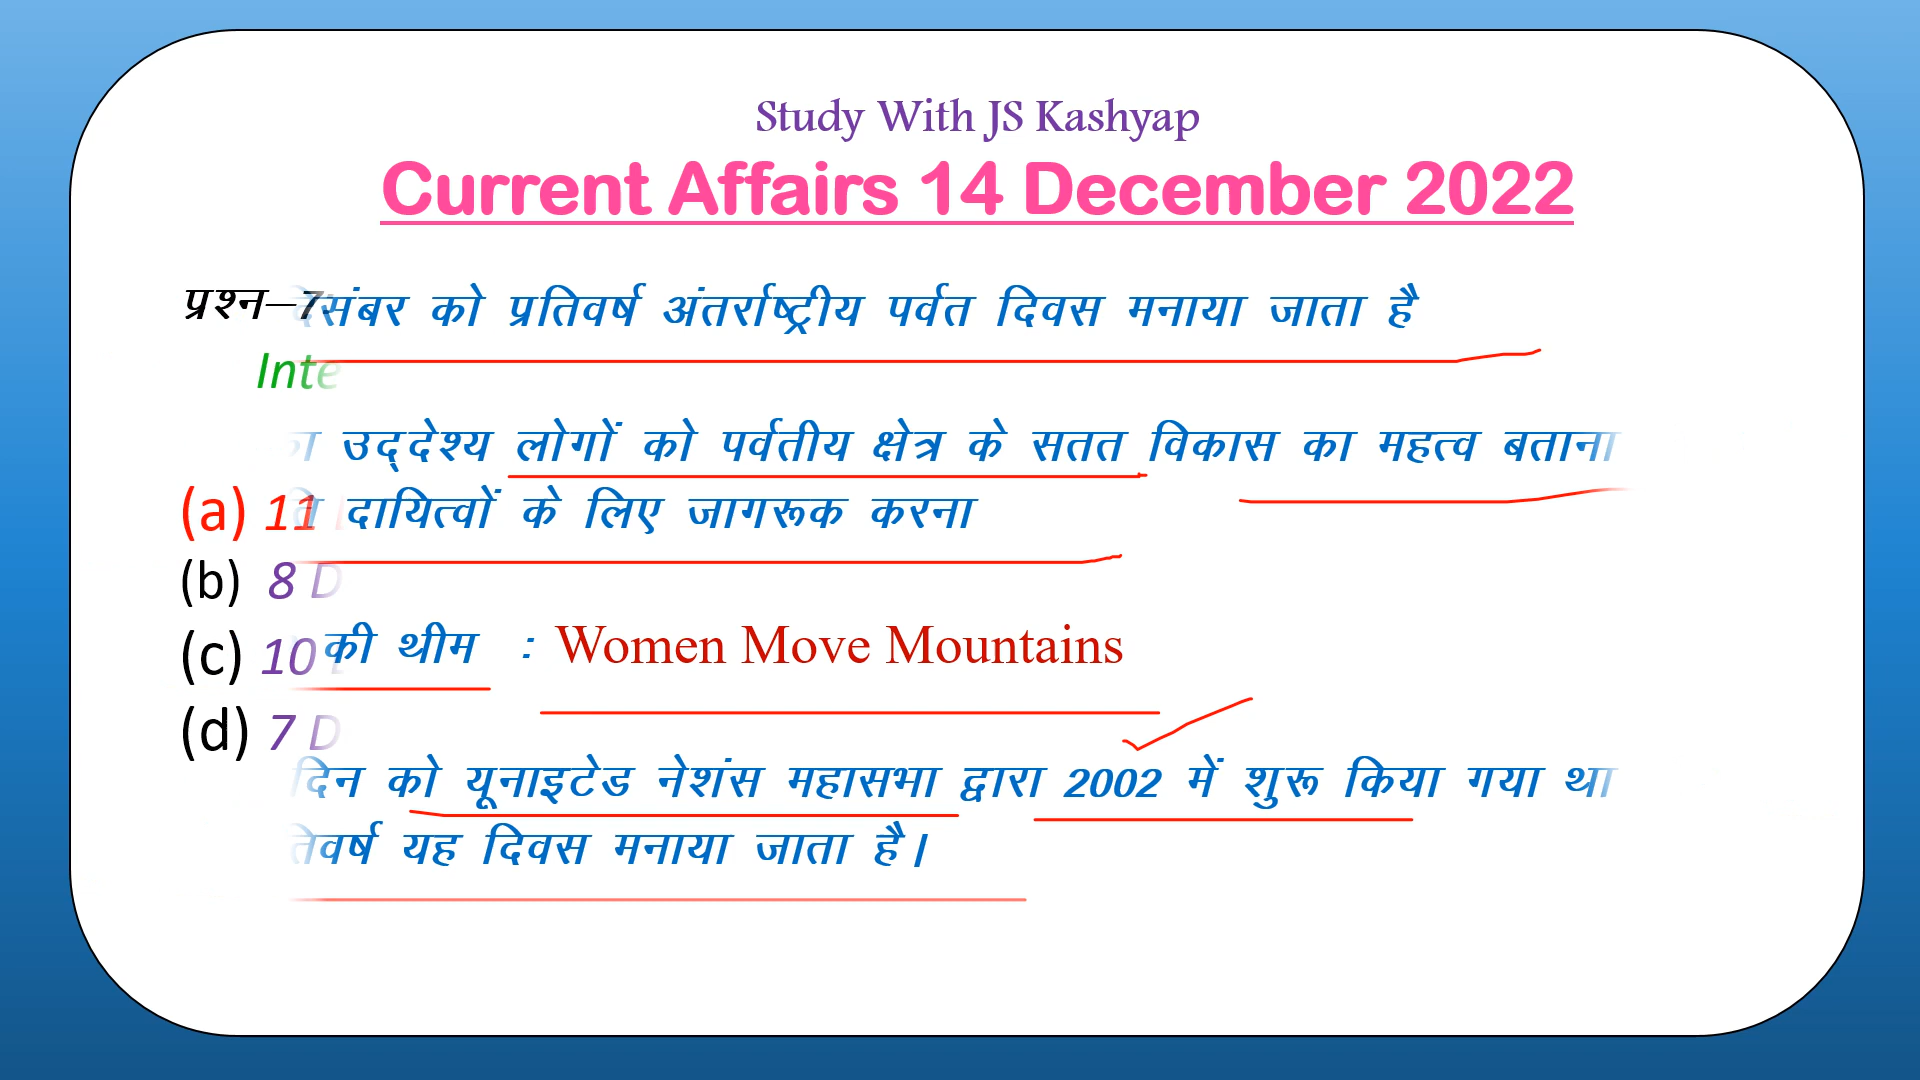 Study With JS Kashyap
Current Affairs 14 December 2022
प्रश्न–7
देसंबर को प्रतिवर्ष अंतर्राष्ट्रीय पर्वत दिवस मनाया जाता है
Inte
का उद्देश्य लोगों को पर्वतीय क्षेत्र के सतत विकास का महत्व बताना
(a) 11
दायित्वों के लिए जागरूक करना
(b) 8 D
(c) 10
की थीम : Women Move Mountains
(d) 7 D
दिन को यूनाइटेड नेशंस महासभा द्वारा 2002 में शुरू किया गया था
तिवर्ष यह दिवस मनाया जाता है।